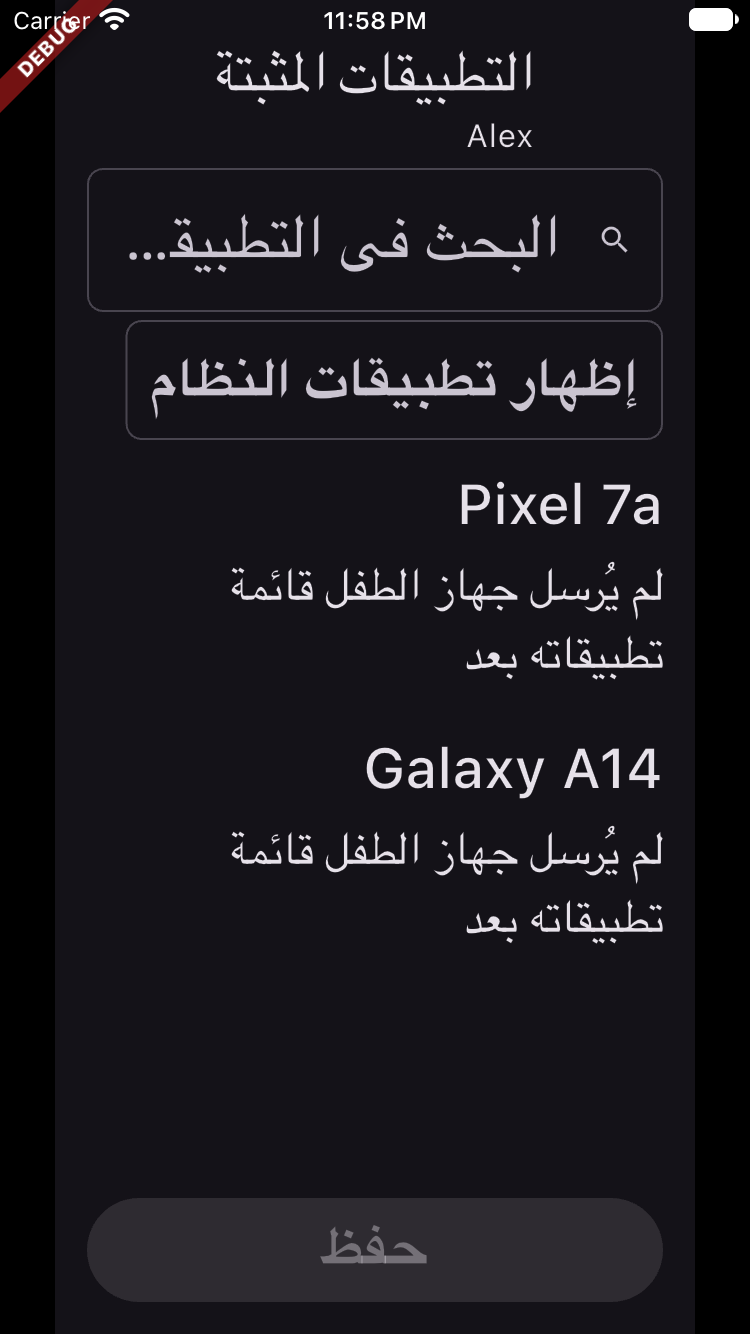 Carrier 11:58 PM
DEBUG
التطبيقات المثبتة
Alex
البحث في التطبيق...
إظهار تطبيقات النظام
Pixel 7a
لم يُرسل جهاز الطفل قائمة
تطبيقاته بعد
Galaxy A14
لم يُرسل جهاز الطفل قائمة
تطبيقاته بعد
حفظ